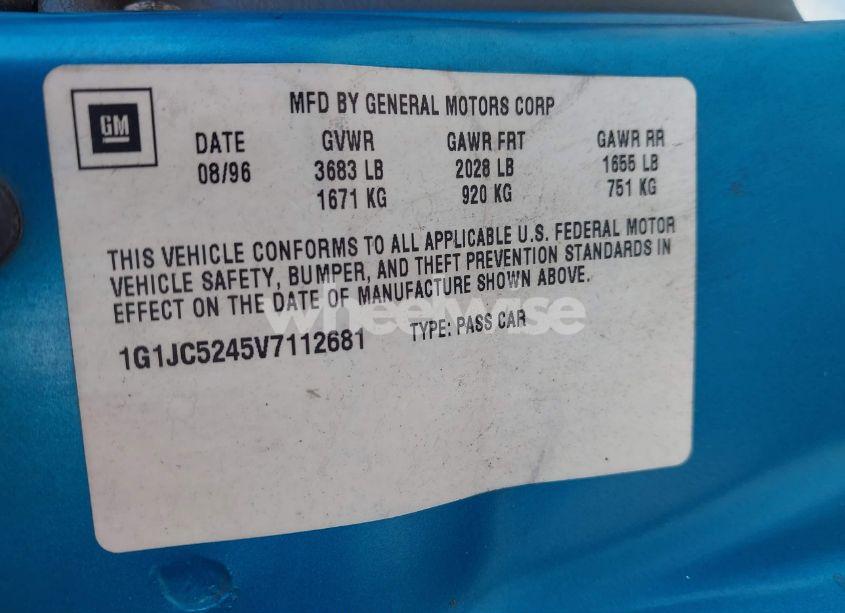 GM
MFD BY GENERAL MOTORS CORP
DATE GVWR GAWR FRT GAWR RR
08/96 3683 LB 2028 LB 1655 LB
1671 KG 920 KG 751 KG
THIS VEHICLE CONFORMS TO ALL APPLICABLE U.S. FEDERAL MOTOR
VEHICLE SAFETY, BUMPER, AND THEFT PREVENTION STANDARDS IN
EFFECT ON THE DATE OF MANUFACTURE SHOWN ABOVE.
wheelwise
1G1JC5245V7112681 TYPE: PASS CAR